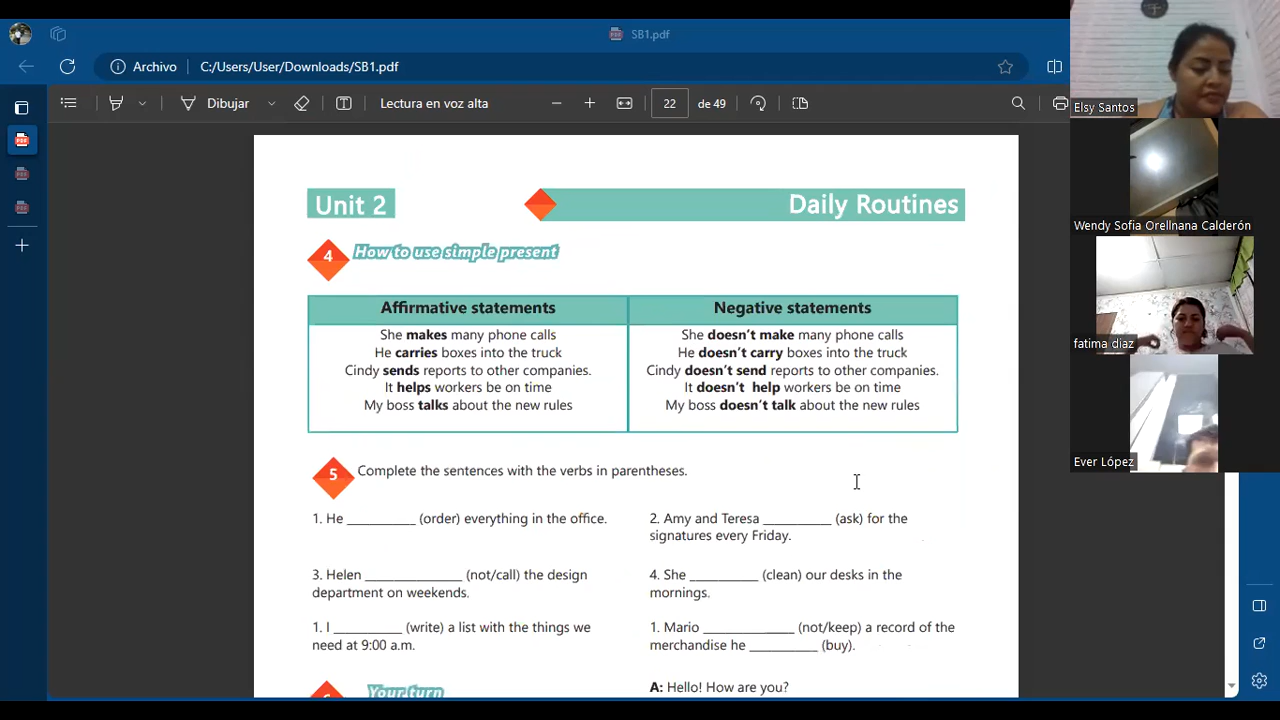 SB1.pdf
Archivo
C:/Users/User/Downloads/SB1.pdf
Dibujar
Lectura en voz alta
22
de 49
Unit 2
Daily Routines
4
How to use simple present
Affirmative statements
She makes many phone calls
He carries boxes into the truck
Cindy sends reports to other companies.
It helps workers be on time
My boss talks about the new rules
Negative statements
She doesn't make many phone calls
He doesn't carry boxes into the truck
Cindy doesn't send reports to other companies.
It doesn't help workers be on time
My boss doesn't talk about the new rules
5
Complete the sentences with the verbs in parentheses.
1. He _________ (order) everything in the office.
2. Amy and Teresa _________ (ask) for the
signatures every Friday.
3. Helen _____________ (not/call) the design
department on weekends.
4. She _________ (clean) our desks in the
mornings.
1. I _________ (write) a list with the things we
need at 9:00 a.m.
1. Mario ____________ (not/keep) a record of the
merchandise he _________ (buy).
Your turn
A: Hello! How are you?
Elsy Santos
Wendy Sofia Orellnana Calderón
fatima diaz
Ever López